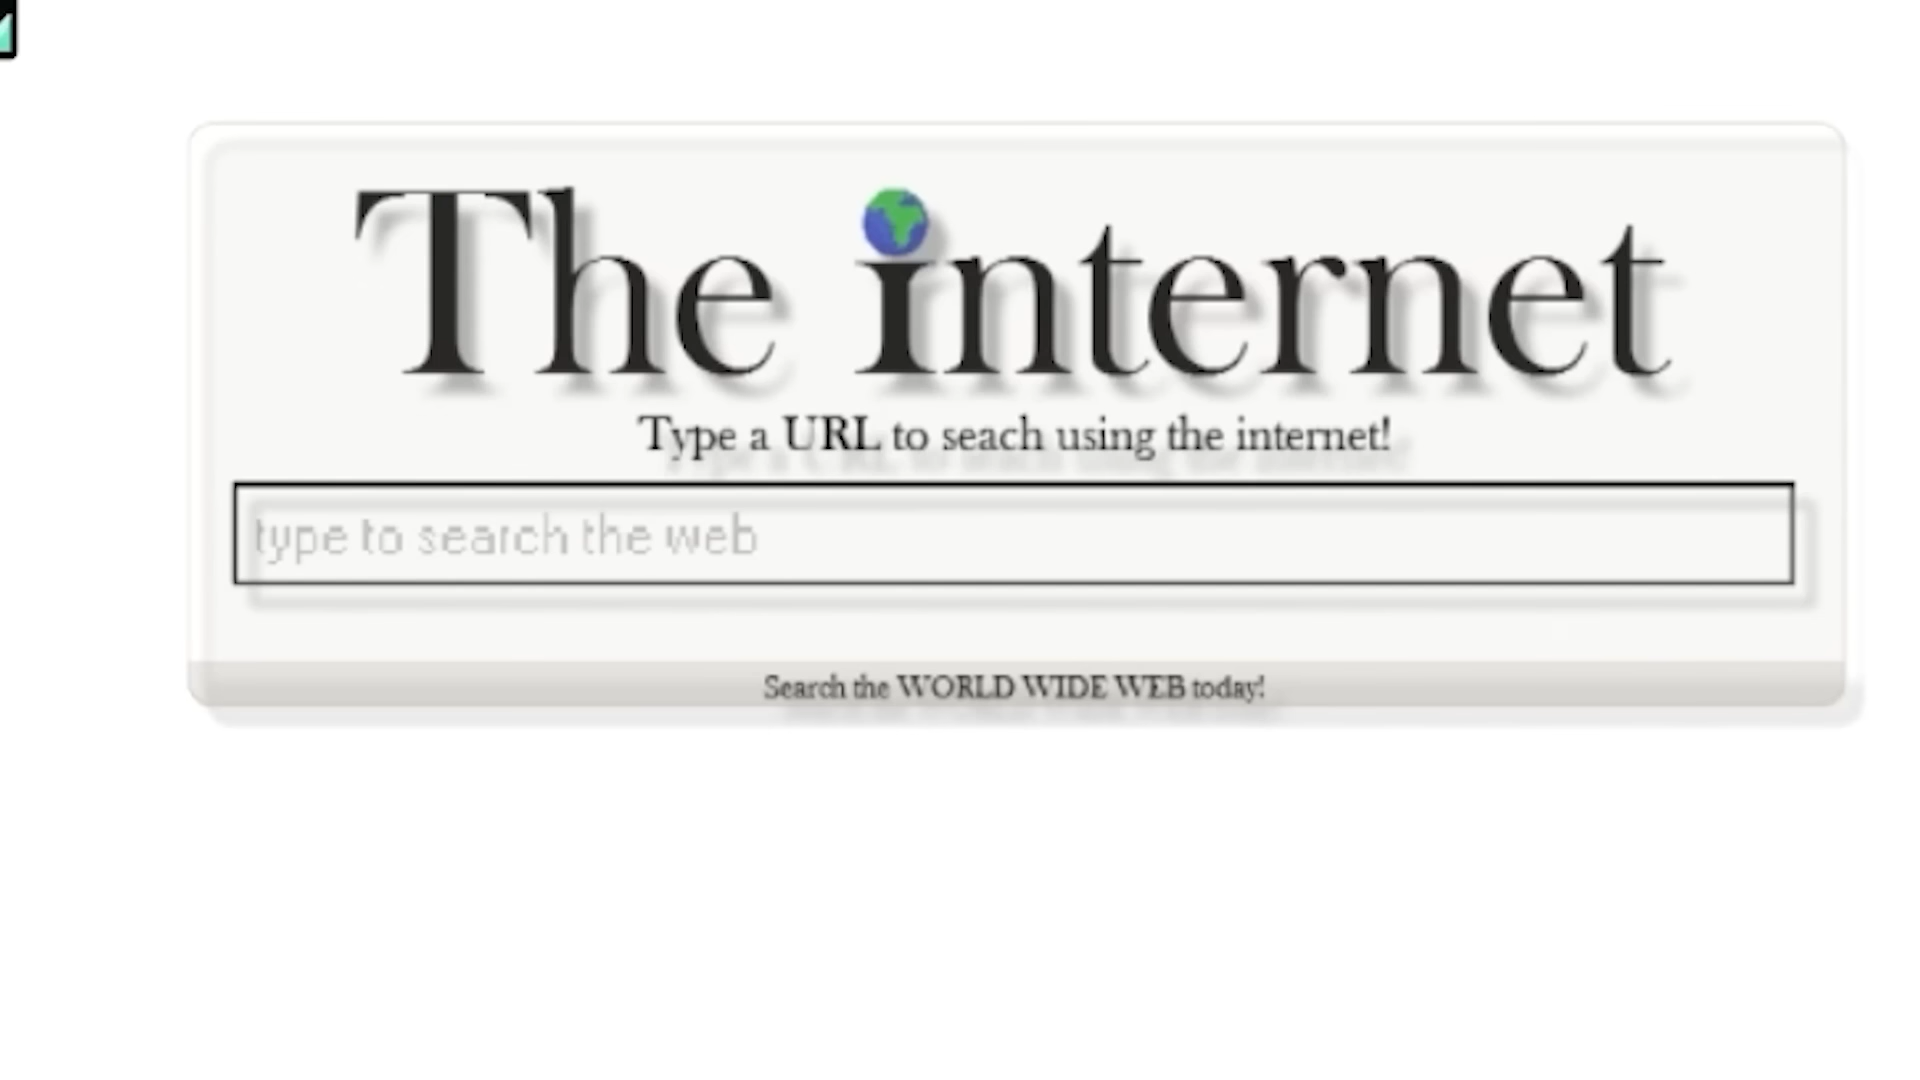 The internet
Type a URL to seach using the internet!
type to search the web
Search the WORLD WIDE WEB today!